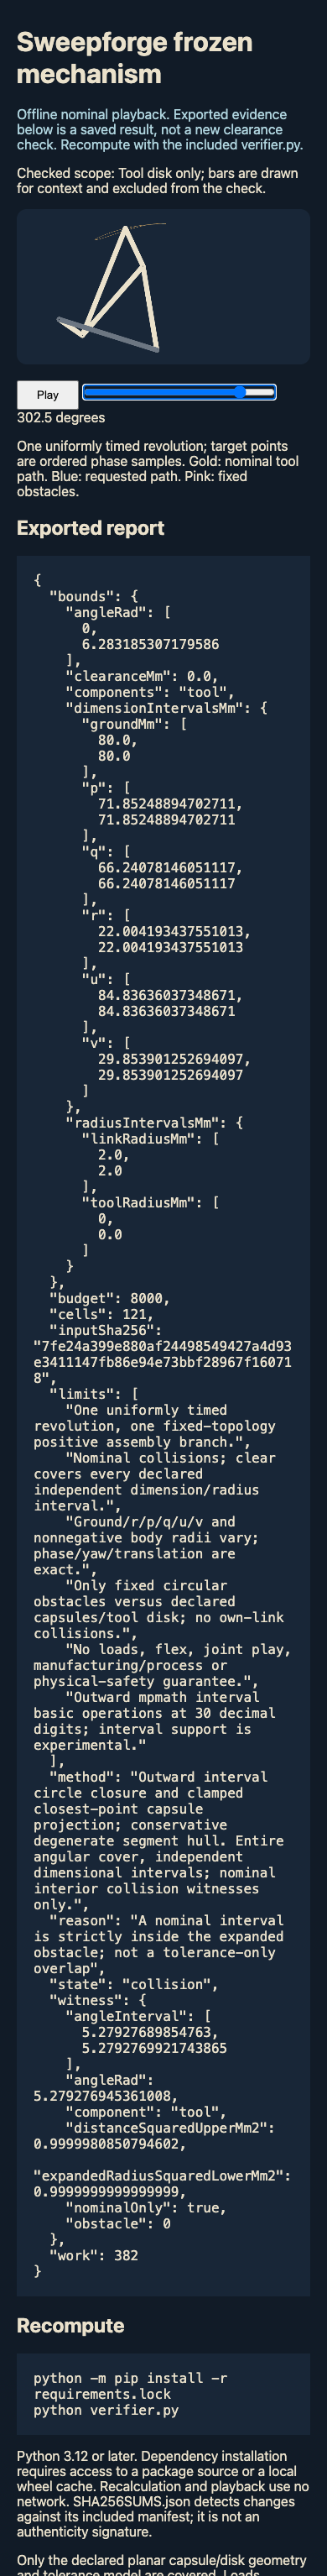 Sweepforge frozen
mechanism
Offline nominal playback. Exported evidence
below is a saved result, not a new clearance
check. Recompute with the included verifier.py.
Checked scope: Tool disk only; bars are drawn
for context and excluded from the check.
Play
302.5 degrees
One uniformly timed revolution; target points
are ordered phase samples. Gold: nominal tool
path. Blue: requested path. Pink: fixed
obstacles.
Exported report
{
"bounds": {
"angleRad": [
0,
6.283185307179586
],
"clearanceMm": 0.0,
"components": "tool",
"dimensionIntervalsMm": {
"groundMm": [
80.0,
80.0
],
"p": [
71.85248894702711,
71.85248894702711
],
"q": [
66.24078146051117,
66.24078146051117
],
"r": [
22.004193437551013,
22.004193437551013
],
"u": [
84.83636037348671,
84.83636037348671
],
"v": [
29.853901252694097,
29.853901252694097
]
},
"radiusIntervalsMm": {
"linkRadiusMm": [
2.0,
2.0
],
"toolRadiusMm": [
0,
0.0
]
}
},
"budget": 8000,
"cells": 121,
"inputSha256":
"7fe24a399e880af24498549427a4d93
e3411147fb86e94e73bbf28967f16071
8",
"limits": [
"One uniformly timed
revolution, one fixed-topology
positive assembly branch.",
"Nominal collisions; clear
covers every declared
independent dimension/radius
interval.",
"Ground/r/p/q/u/v and
nonnegative body radii vary;
phase/yaw/translation are
exact.",
"Only fixed circular
obstacles versus declared
capsules/tool disk; no own-link
collisions.",
"No loads, flex, joint play,
manufacturing/process or
physical-safety guarantee.",
"Outward mpmath interval
basic operations at 30 decimal
digits; interval support is
experimental."
],
"method": "Outward interval
circle closure and clamped
closest-point capsule
projection; conservative
degenerate segment hull. Entire
angular cover, independent
dimensional intervals; nominal
interior collision witnesses
only.",
"reason": "A nominal interval
is strictly inside the expanded
obstacle; not a tolerance-only
overlap",
"state": "collision",
"witness": {
"angleInterval": [
5.27927689854763,
5.2792769921743865
],
"angleRad":
5.279276945361008,
"component": "tool",
"distanceSquaredUpperMm2":
0.9999980850794602,
"expandedRadiusSquaredLowerMm2":
0.9999999999999999,
"nominalOnly": true,
"obstacle": 0
},
"work": 382
}
Recompute
python -m pip install -r
requirements.lock
python verifier.py
Python 3.12 or later. Dependency installation
requires access to a package source or a local
wheel cache. Recalculation and playback use no
network. SHA256SUMS.json detects changes
against its included manifest; it is not an
authenticity signature.
Only the declared planar capsule/disk geometry